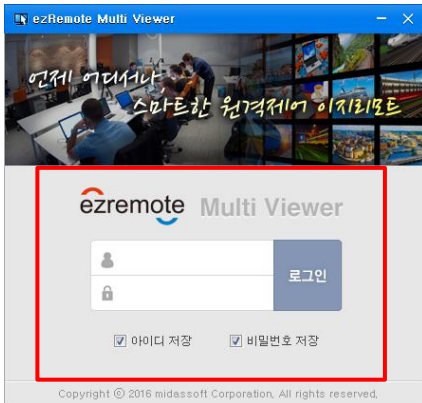 ezRemote Multi Viewer
언제 어디서나,
스마트한 원격제어 이지리모트
ezremote Multi Viewer
로그인
아이디 저장 비밀번호 저장
Copyright ⓒ 2016 midassoft Corporation, All rights reserved,